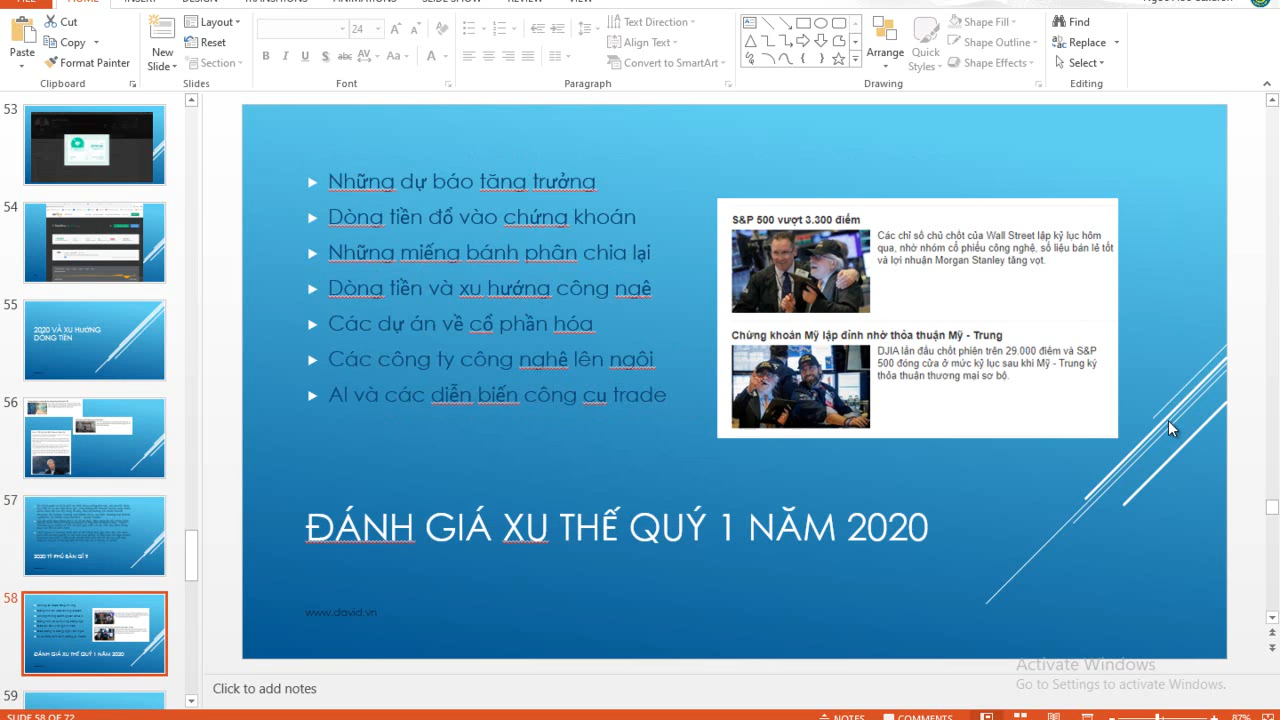 FILE HOME INSERT DESIGN TRANSITIONS ANIMATIONS SLIDE SHOW REVIEW VIEW
Paste
Cut
Copy
Format Painter
Clipboard
New Slide
Layout
Reset
Section
Slides
24
Font
Text Direction
Align Text
Convert to SmartArt
Paragraph
Arrange
Quick Styles
Shape Fill
Shape Outline
Shape Effects
Drawing
Find
Replace
Select
Editing
53
54
55
2020 VÀ XU HƯỚNG
DÒNG TIỀN
56
57
58
ĐÁNH GIÁ XU THẾ QUÝ 1 NĂM 2020
59
Những dự báo tăng trưởng
Dòng tiền đổ vào chứng khoán
Những miếng bánh phân chia lại
Dòng tiền và xu hướng công ngệ
Các dự án về cổ phần hóa
Các công ty công nghệ lên ngôi
AI và các diễn biến công cụ trade
S&P 500 vượt 3.300 điểm
Các chỉ số chủ chốt của Wall Street lập kỷ lục hôm
qua, nhờ nhóm cổ phiếu công nghệ, số liệu bán lẻ tốt
và lợi nhuận Morgan Stanley tăng vọt.
Chứng khoán Mỹ lập đỉnh nhờ thỏa thuận Mỹ - Trung
DJIA lần đầu chốt phiên trên 29.000 điểm và S&P
500 đóng cửa ở mức kỷ lục sau khi Mỹ - Trung ký
thỏa thuận thương mại sơ bộ.
ĐÁNH GIÁ XU THẾ QUÝ 1 NĂM 2020
www.david.vn
Activate Windows
Go to Settings to activate Windows.
Click to add notes
SLIDE 58 OF 72
NOTES
COMMENTS
87%